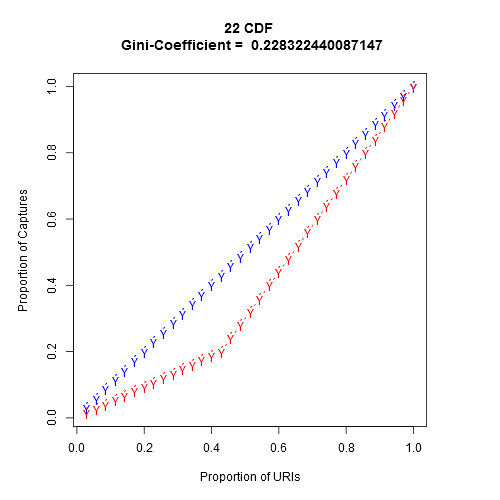 22 CDF
Gini-Coefficient =  0.228322440087147
Proportion of Captures
1.0
0.8
0.6
0.4
0.2
0.0
0.0 0.2 0.4 0.6 0.8 1.0
Proportion of URIs